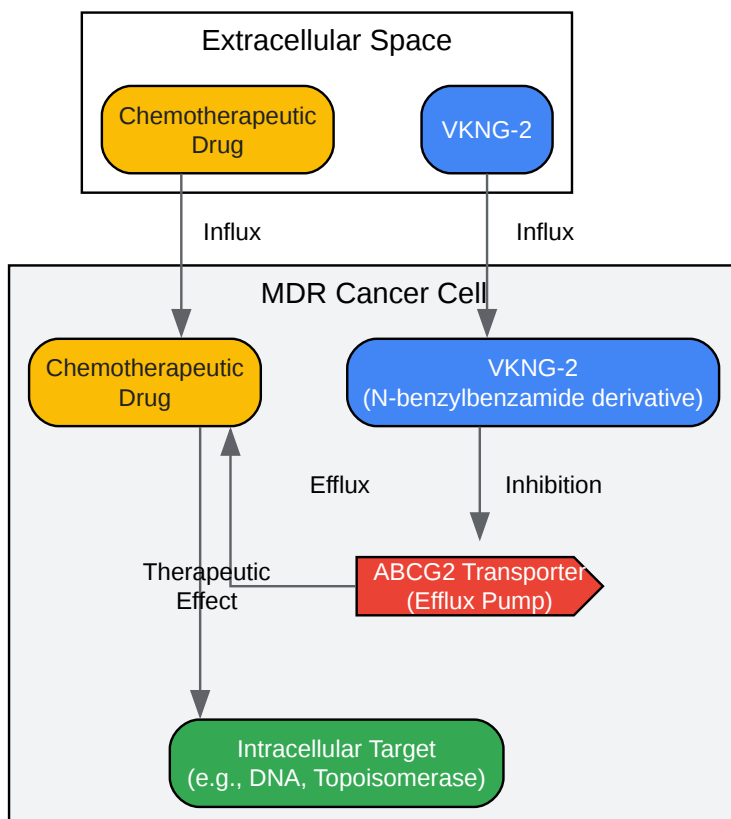 Extracellular Space
Chemotherapeutic
Drug
VKNG-2
Influx
Influx
MDR Cancer Cell
Chemotherapeutic
Drug
VKNG-2
(N-benzylbenzamide derivative)
Efflux
Inhibition
Therapeutic
Effect
ABCG2 Transporter
(Efflux Pump)
Intracellular Target
(e.g., DNA, Topoisomerase)